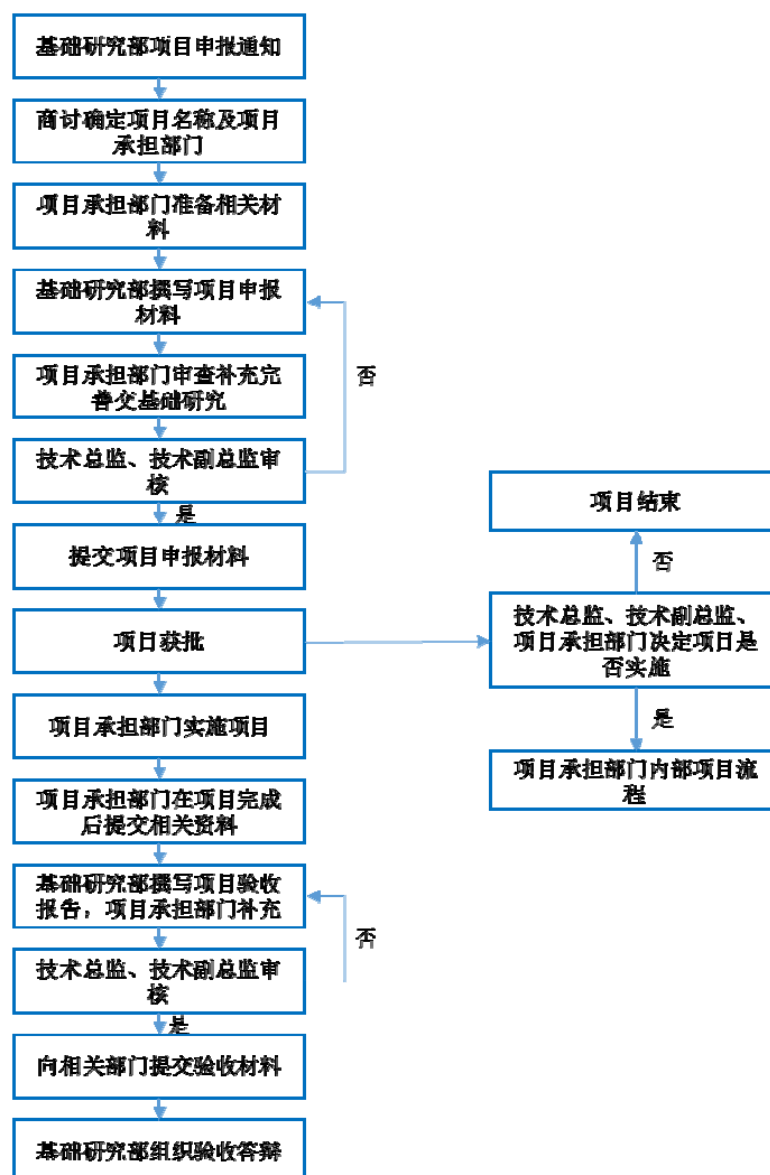 基础研究部项目申报通知
商讨确定项目名称及项目
承担部门
项目承担部门准备相关材
料
基础研究部撰写项目申报
材料
项目承担部门审查补充完
善交基础研究
否
技术总监、技术副总监审
核
是
提交项目申报材料
项目获批
项目结束
否
技术总监、技术副总监、
项目承担部门决定项目是
否实施
是
项目承担部门内部项目流
程
项目承担部门实施项目
项目承担部门在项目完成
后提交相关资料
基础研究部撰写项目验收
报告，项目承担部门补充
否
技术总监、技术副总监审
核
是
向相关部门提交验收材料
基础研究部组织验收答辩